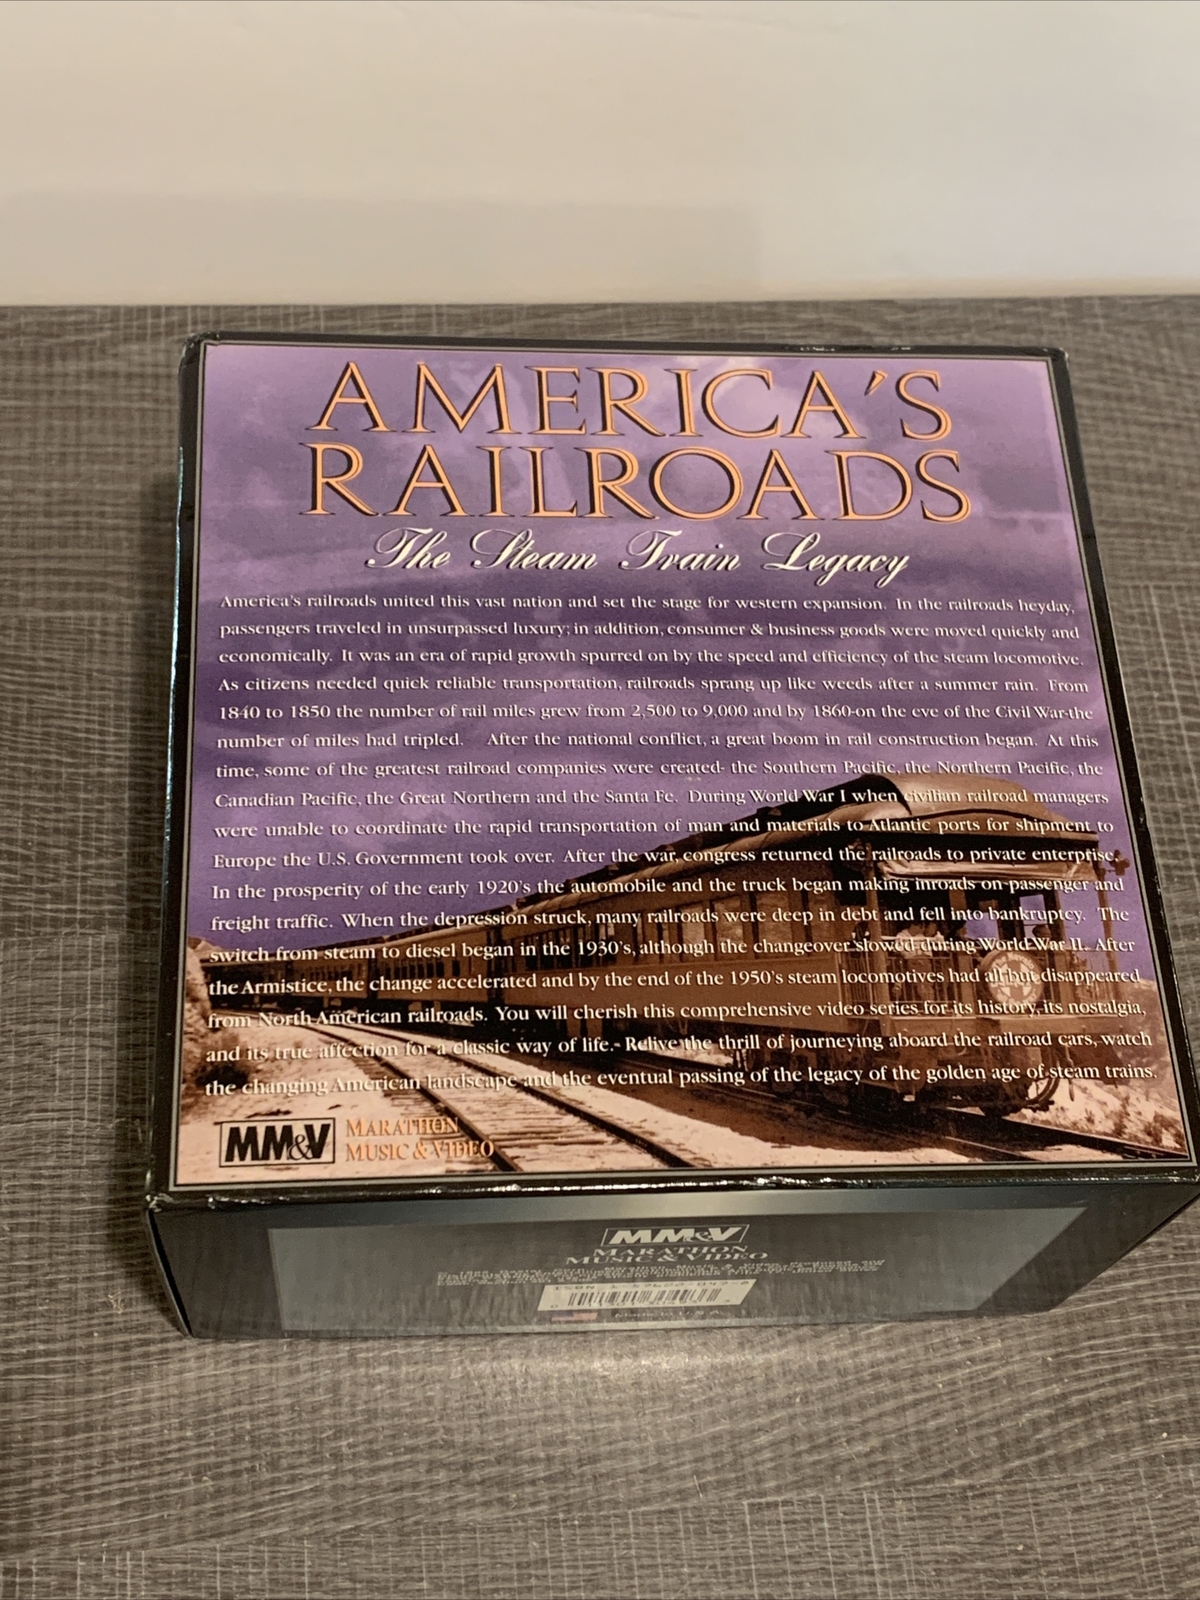 AMERICA'S
RAILROADS
The Steam Train Legacy
America's railroads united this vast nation and set the stage for western expansion. In the railroads heyday,
passengers traveled in unsurpassed luxury; in addition, consumer & business goods were moved quickly and
economically. It was an era of rapid growth spurred on by the speed and efficiency of the steam locomotive.
As citizens needed quick reliable transportation, railroads sprang up like weeds after a summer rain. From
1840 to 1850 the number of rail miles grew from 2,500 to 9,000 and by 1860-on the eve of the Civil War-the
number of miles had tripled. After the national conflict, a great boom in rail construction began. At this
time, some of the greatest railroad companies were created- the Southern Pacific, the Northern Pacific, the
Canadian Pacific, the Great Northern and the Santa Fe. During World War I when civilian railroad managers
were unable to coordinate the rapid transportation of man and materials to Atlantic ports for shipment to
Europe the U.S. Government took over. After the war, congress returned the railroads to private enterprise.
In the prosperity of the early 1920's the automobile and the truck began making inroads on passenger and
freight traffic. When the depression struck, many railroads were deep in debt and fell into bankruptcy. The
switch from steam to diesel began in the 1930's, although the changeover slowed during World War II. After
the Armistice, the change accelerated and by the end of the 1950's steam locomotives had all but disappeared
from North American railroads. You will cherish this comprehensive video series for its history, its nostalgia,
and its true affection for a classic way of life. Relive the thrill of journeying aboard the railroad cars, watch
the changing American landscape and the eventual passing of the legacy of the golden age of steam trains.
MM&V MARATHON
MUSIC & VIDEO
MM&V
MARATHON
MUSIC & VIDEO
ISBN